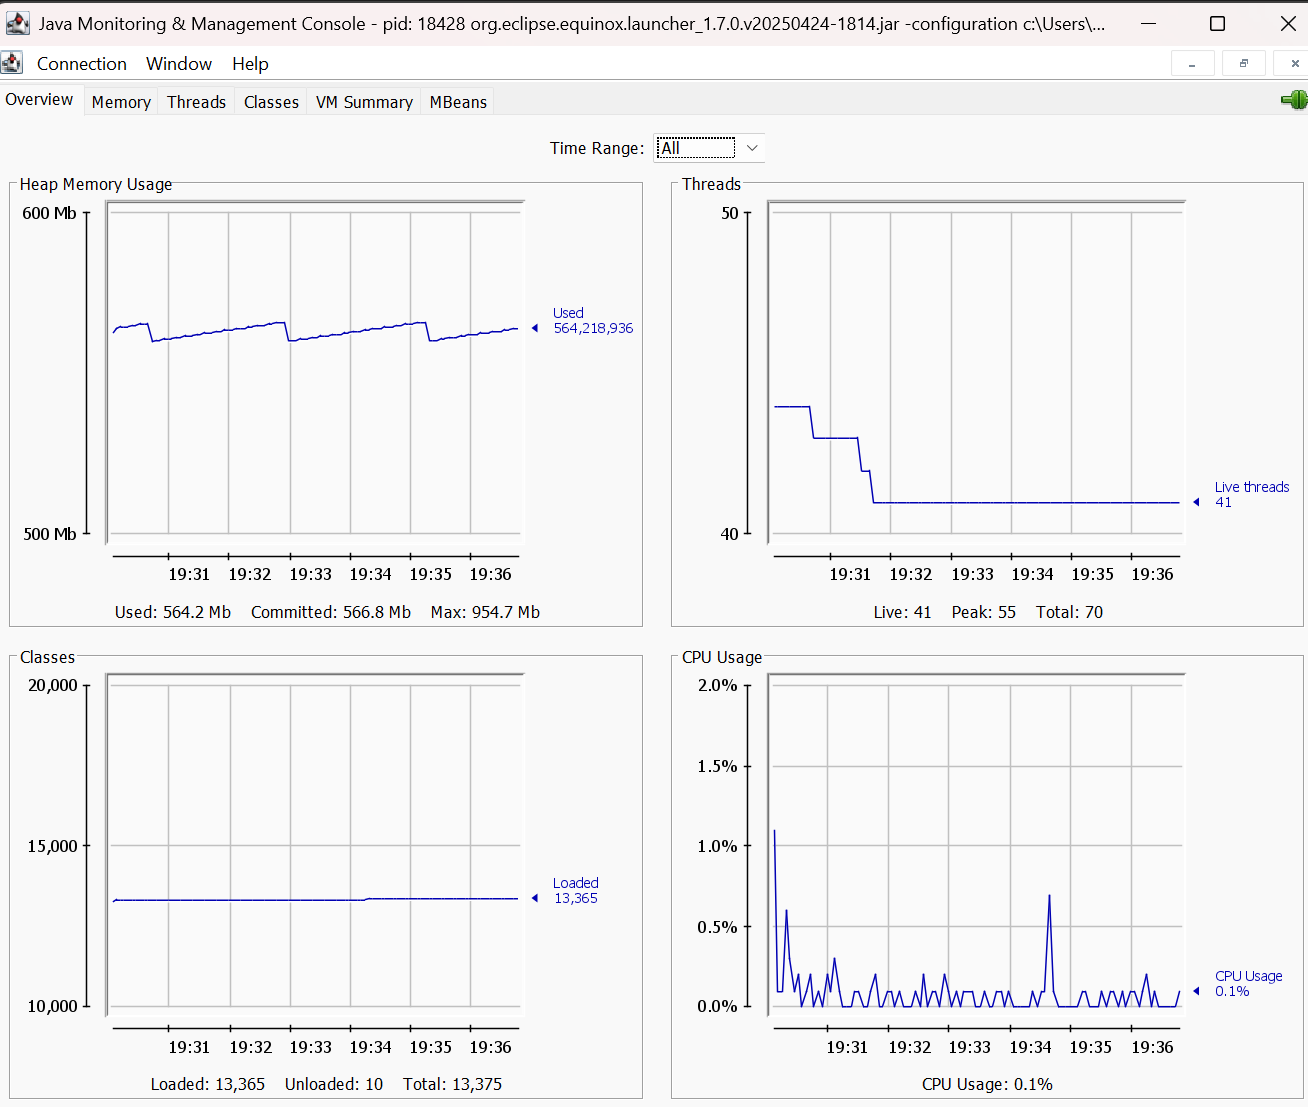 Java Monitoring & Management Console - pid: 18428 org.eclipse.equinox.launcher_1.7.0.v20250424-1814.jar -configuration c:\Users\...
Connection Window Help
Overview Memory Threads Classes VM Summary MBeans
Time Range: All
Heap Memory Usage
600 Mb
500 Mb
Used
564,218,936
19:31 19:32 19:33 19:34 19:35 19:36
Used: 564.2 Mb Committed: 566.8 Mb Max: 954.7 Mb
Threads
50
40
Live threads
41
19:31 19:32 19:33 19:34 19:35 19:36
Live: 41 Peak: 55 Total: 70
Classes
20,000
15,000
10,000
Loaded
13,365
19:31 19:32 19:33 19:34 19:35 19:36
Loaded: 13,365 Unloaded: 10 Total: 13,375
CPU Usage
2.0%
1.5%
1.0%
0.5%
0.0%
CPU Usage
0.1%
19:31 19:32 19:33 19:34 19:35 19:36
CPU Usage: 0.1%